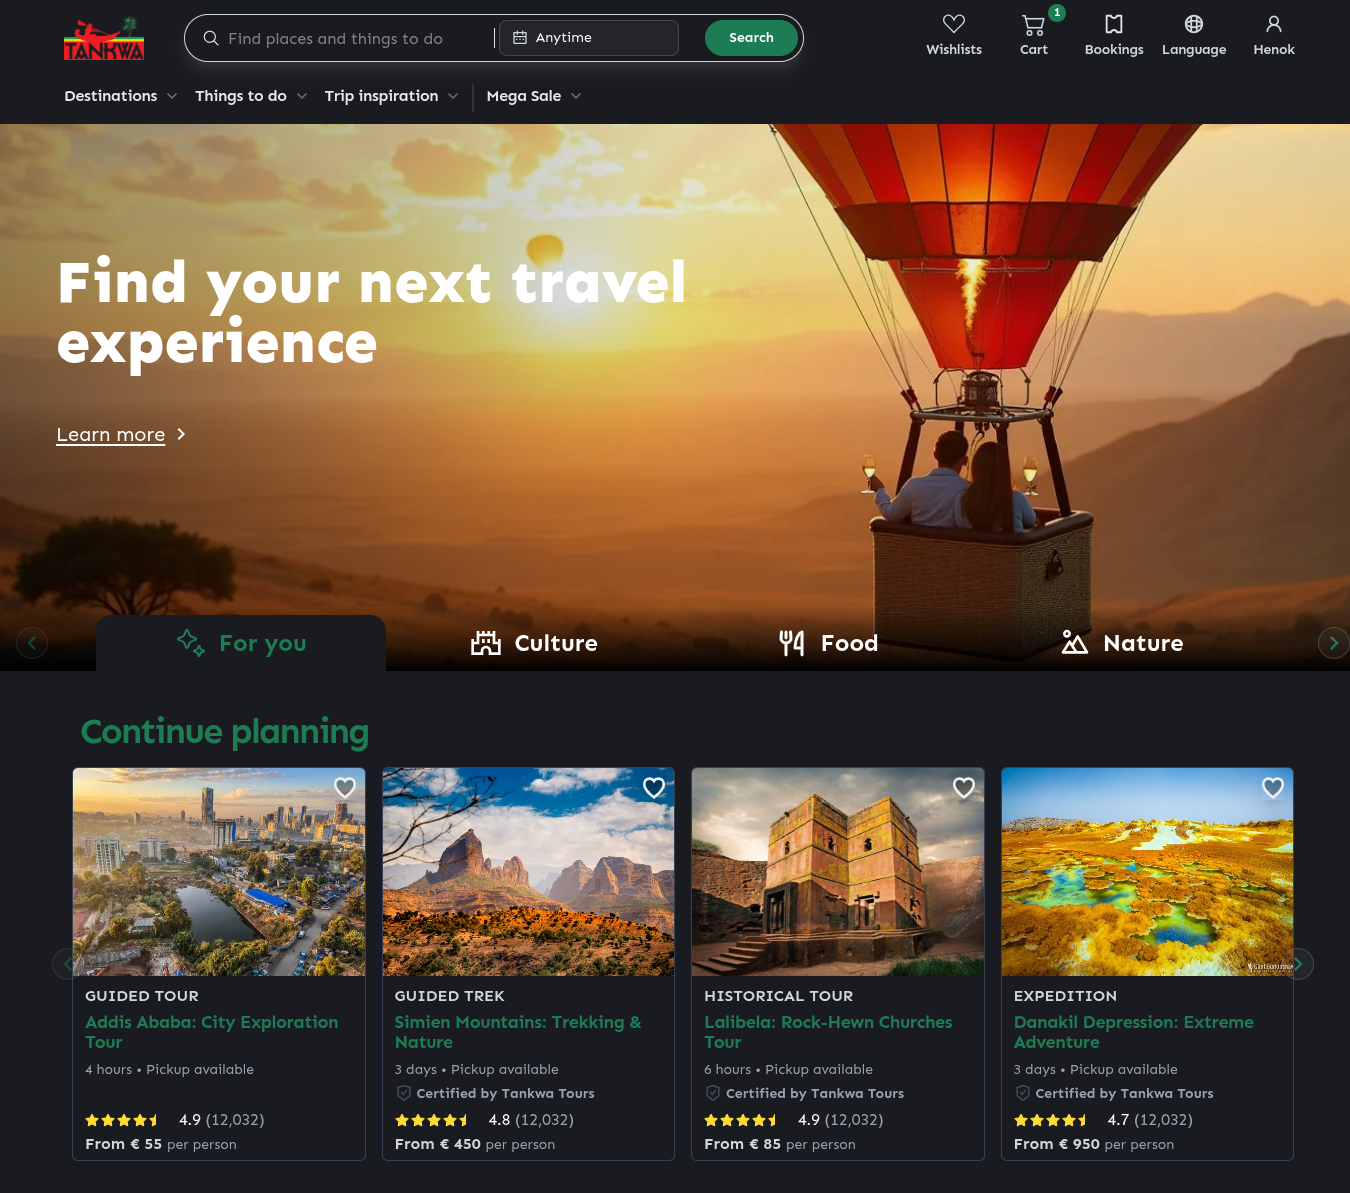 TANKWA
Find places and things to do
Anytime
Search
Wishlists
1
Cart
Bookings
Language
Henok
Destinations
Things to do
Trip inspiration
Mega Sale
Find your next travel
experience
Learn more
For you
Culture
Food
Nature
Continue planning
GUIDED TOUR
Addis Ababa: City Exploration
Tour
4 hours • Pickup available
4.9 (12,032)
From € 55 per person
GUIDED TREK
Simien Mountains: Trekking &
Nature
3 days • Pickup available
Certified by Tankwa Tours
4.8 (12,032)
From € 450 per person
HISTORICAL TOUR
Lalibela: Rock-Hewn Churches
Tour
6 hours • Pickup available
Certified by Tankwa Tours
4.9 (12,032)
From € 85 per person
EXPEDITION
Danakil Depression: Extreme
Adventure
3 days • Pickup available
Certified by Tankwa Tours
4.7 (12,032)
From € 950 per person